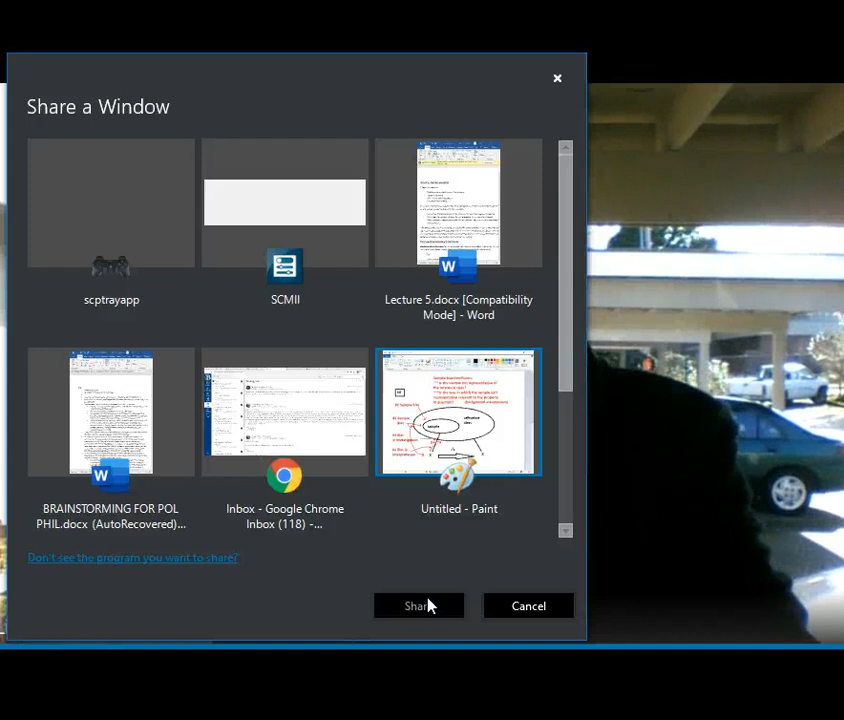 Share a Window
scptrayapp
SCMII
Lecture 5.docx [Compatibility
Mode] - Word
BRAINSTORMING FOR POL
PHIL.docx (AutoRecovered)...
Inbox - Google Chrome
Inbox (118) -...
Untitled - Paint
Don't see the program you want to share?
Share
Cancel